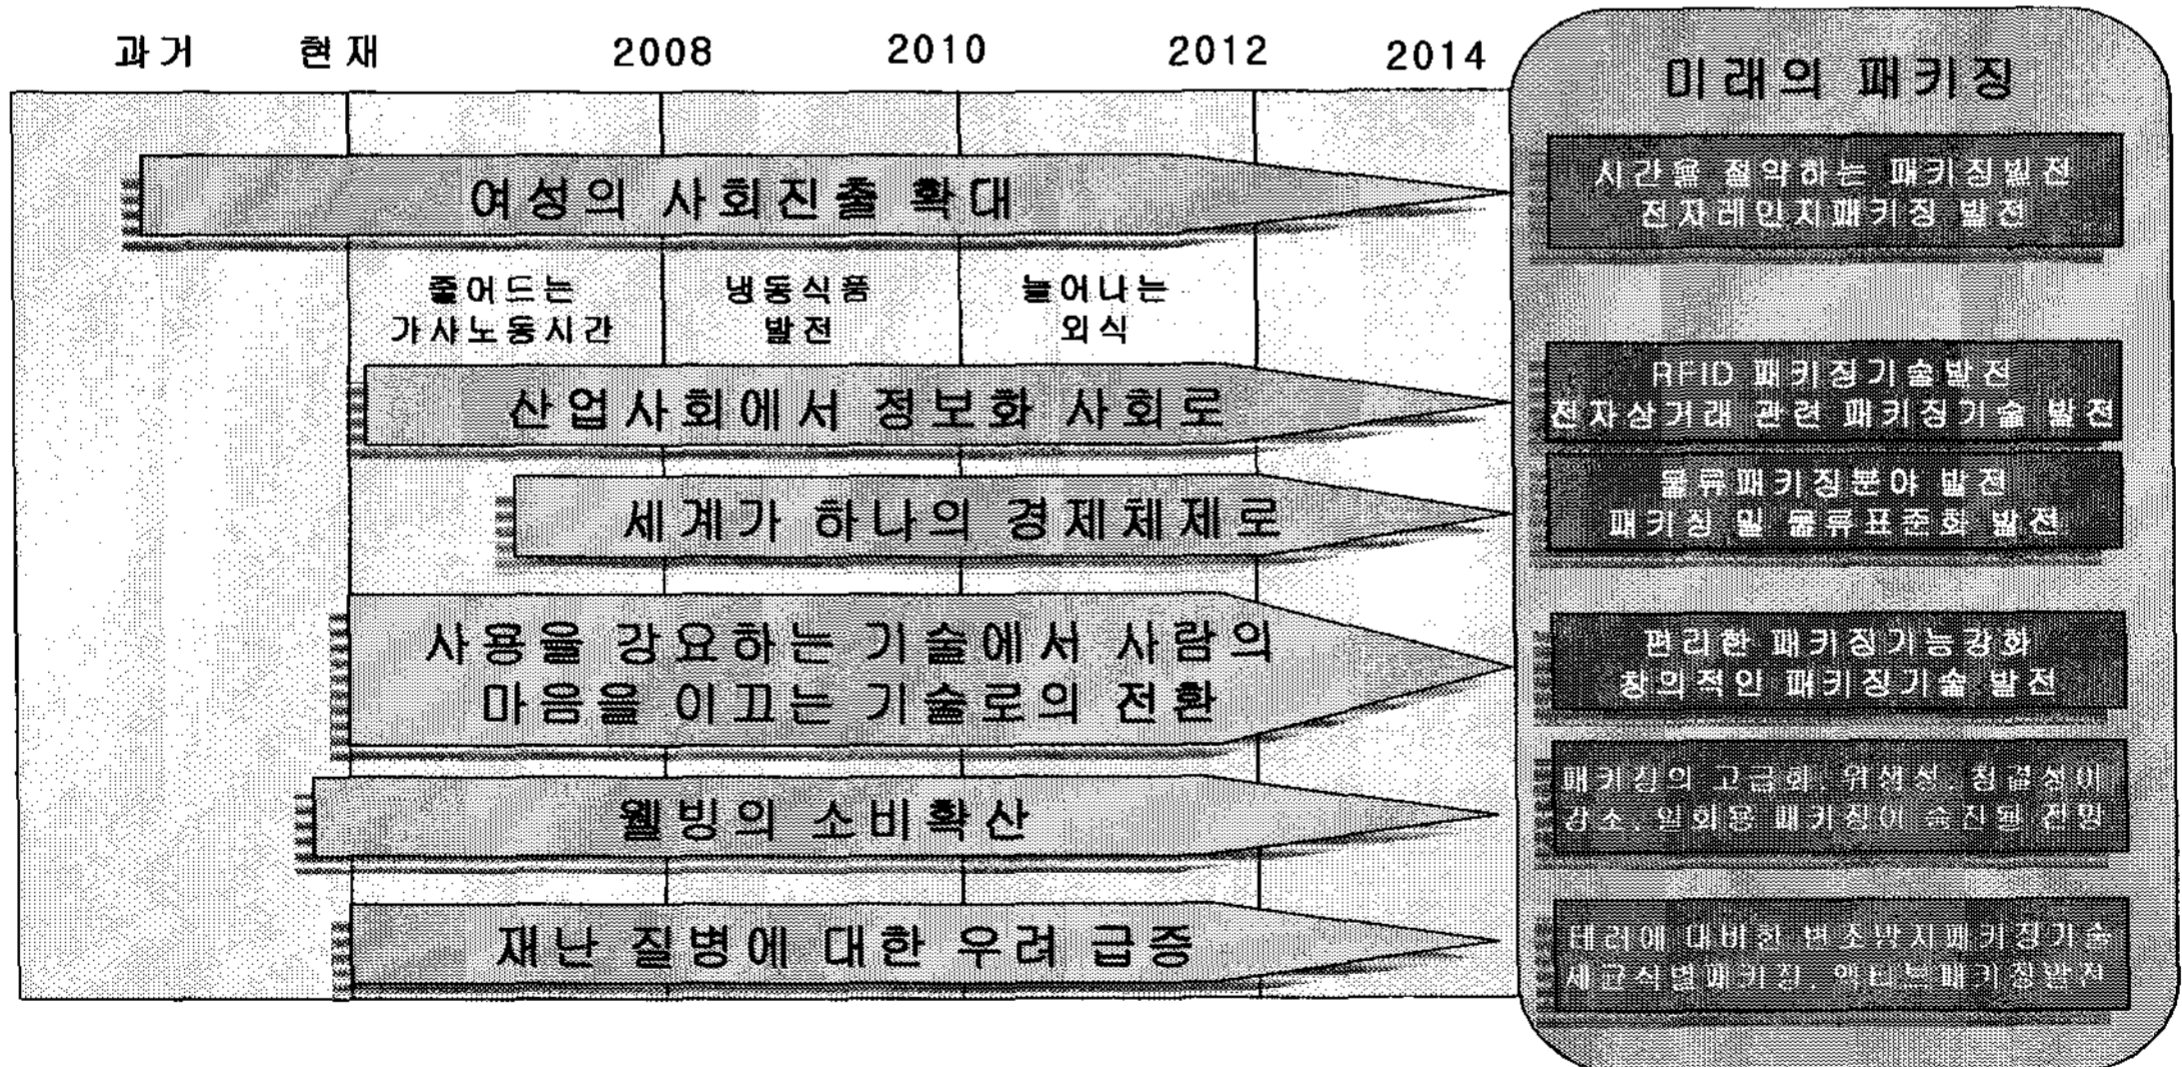 과거 현재 2008 2010 2012 2014
미래의 패키징
여성의 사회진출 확대
시간을 절약하는 패키징발전
전자레인지패키징 발전
줄어드는
가사노동시간
냉동식품
발전
늘어나는
외식
산업사회에서 정보화 사회로
RFID 패키징기술발전
전자상거래 관련 패키징기술 발전
세계가 하나의 경제체제로
물류패키징분야 발전
패키징 및 물류표준화 발전
사용을 강요하는 기술에서 사람의
마음을 이끄는 기술로의 전환
편리한 패키징기능강화
창의적인 패키징기술 발전
웰빙의 소비확산
패키징의 고급화, 위생성, 청결성이
강조, 일회용 패키징이 촉진될 전망
재난 질병에 대한 우려 급증
테러에 대비한 변조방지패키징기술
세균식별패키징, 액티브패키징발전